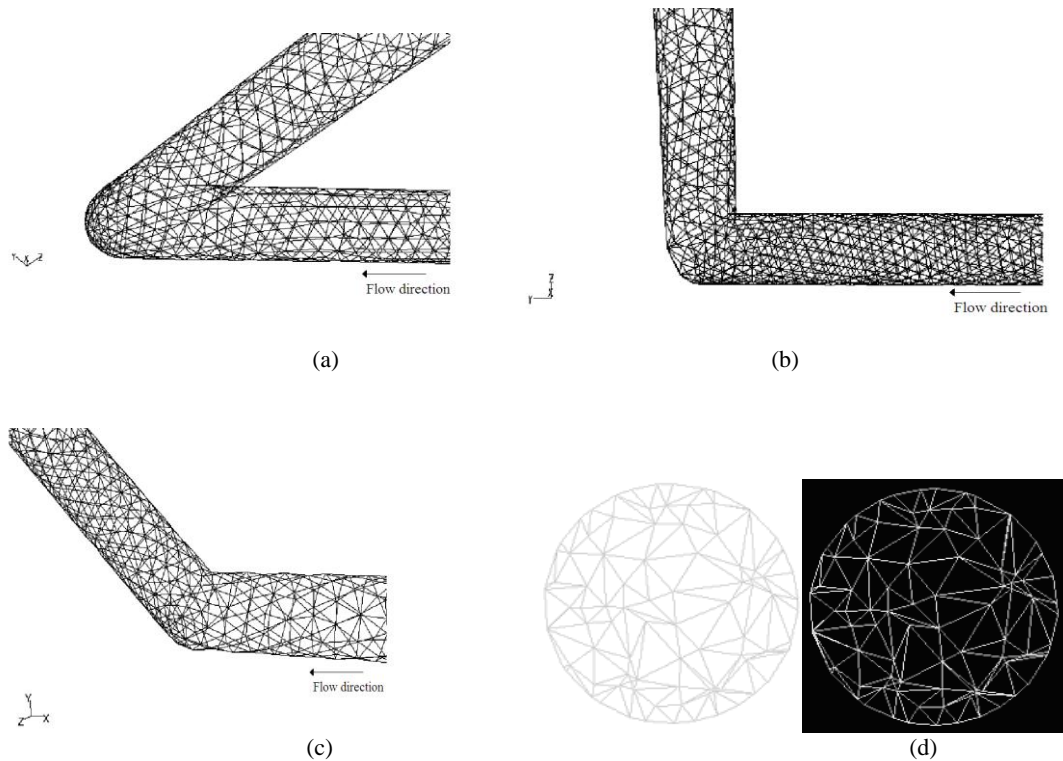 Y X Z
Flow direction
(a)
Z
X
Y
Flow direction
(b)
Y
Z X
Flow direction
(c)
(d)